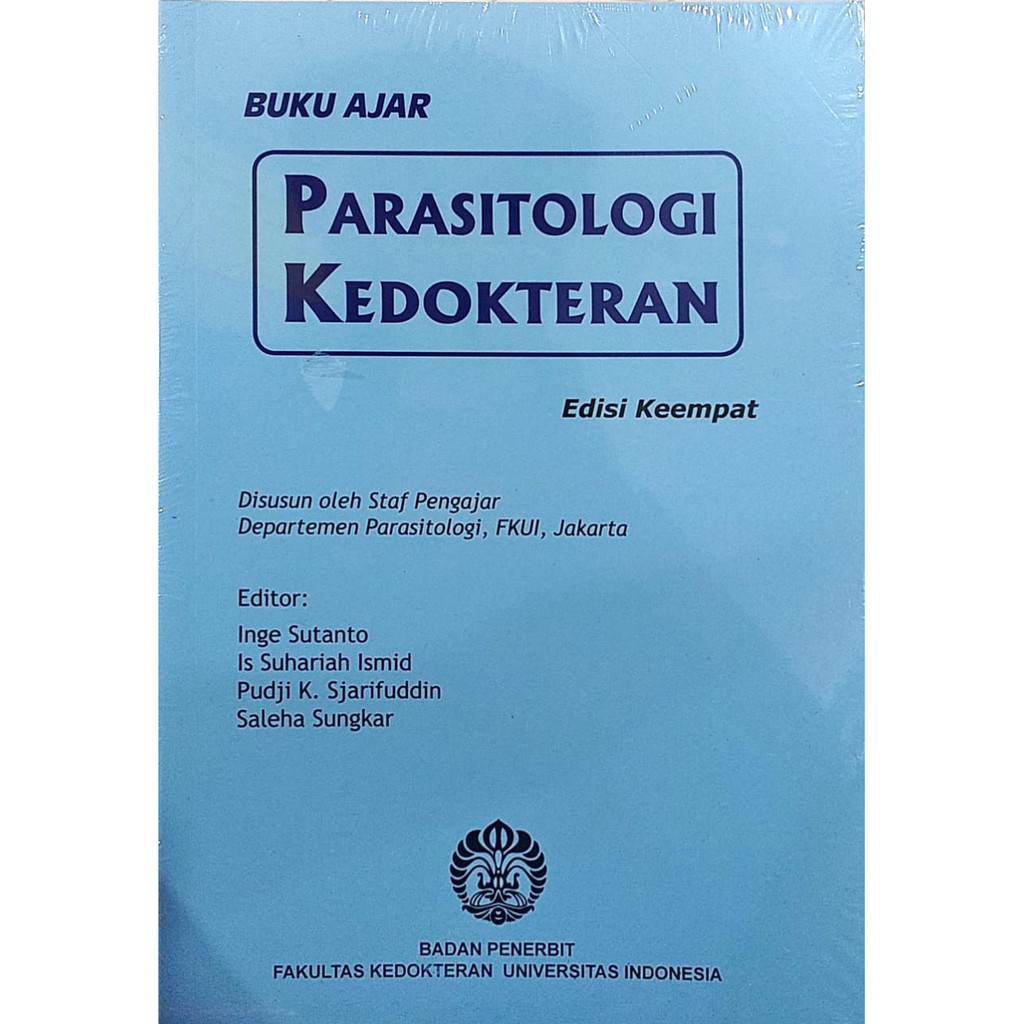 BUKU AJAR
PARASITOLOGI
KEDOKTERAN
Edisi Keempat
Disusun oleh Staf Pengajar
Departemen Parasitologi, FKUI, Jakarta
Editor:
Inge Sutanto
Is Suhariah Ismid
Pudji K. Sjarifuddin
Saleha Sungkar
BADAN PENERBIT
FAKULTAS KEDOKTERAN UNIVERSITAS INDONESIA